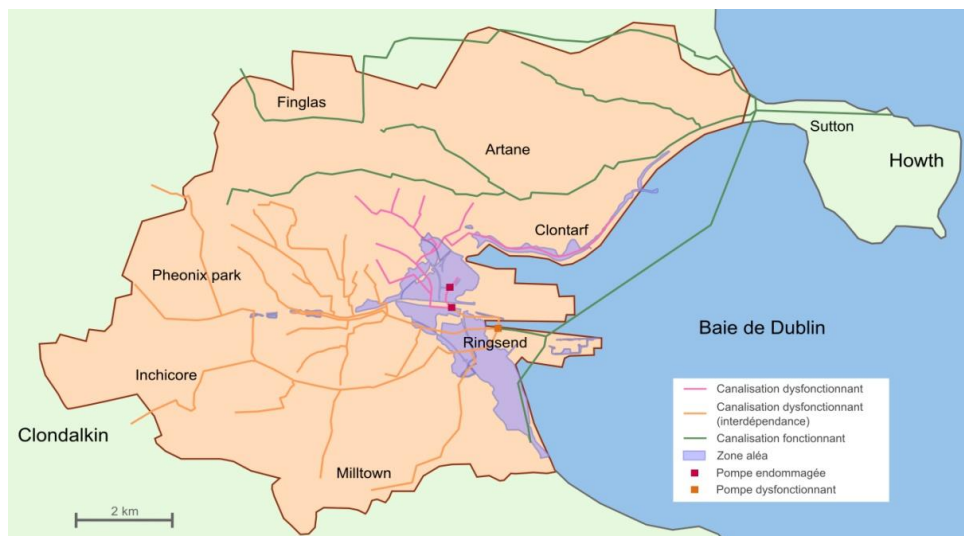 Finglas
Artane
Sutton
Howth
Clontarf
Pheonix park
Baie de Dublin
Ringsend
Inchicore
Clondalkin
Milltown
2 km
Canalisation dysfonctionnant
Canalisation dysfonctionnant
(interdépendance)
Canalisation fonctionnant
Zone aléa
Pompe endommagée
Pompe dysfonctionnant